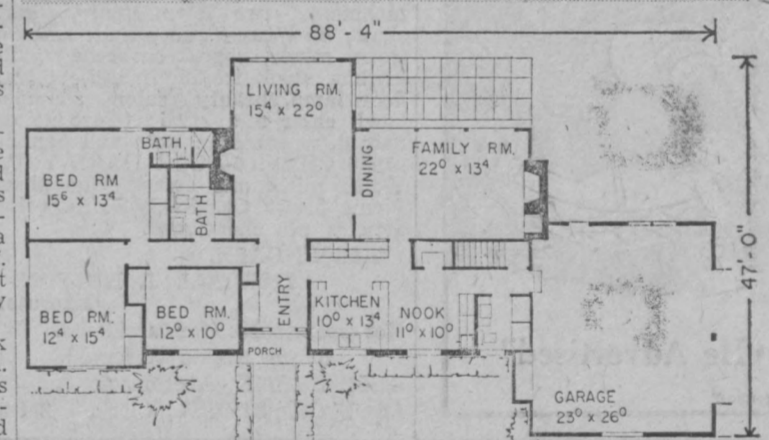 88'-4"
LIVING RM.
15⁴ x 22⁰
BATH
FAMILY RM.
22⁰ x 13⁴
DINING
BED RM
15⁶ x 13⁴
BATH
47'-0"
ENTRY
BED RM.
12⁴ x 15⁴
BED RM.
12⁰ x 10⁰
KITCHEN
10⁰ x 13⁴
NOOK
11⁰ x 10⁰
PORCH
GARAGE
23⁰ x 26⁰